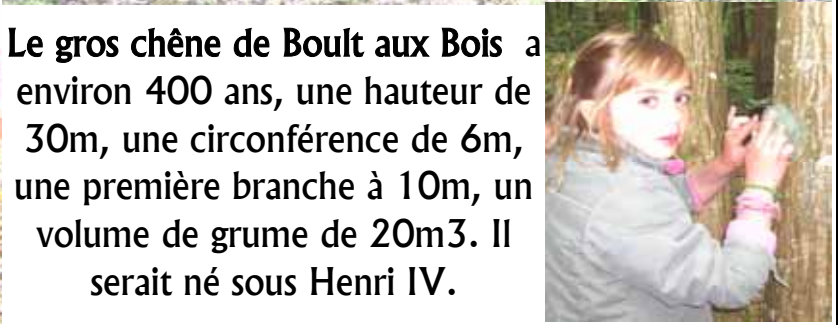 Le gros chêne de Boult aux Bois a
environ 400 ans, une hauteur de
30m, une circonférence de 6m,
une première branche à 10m, un
volume de grume de 20m3. Il
serait né sous Henri IV.